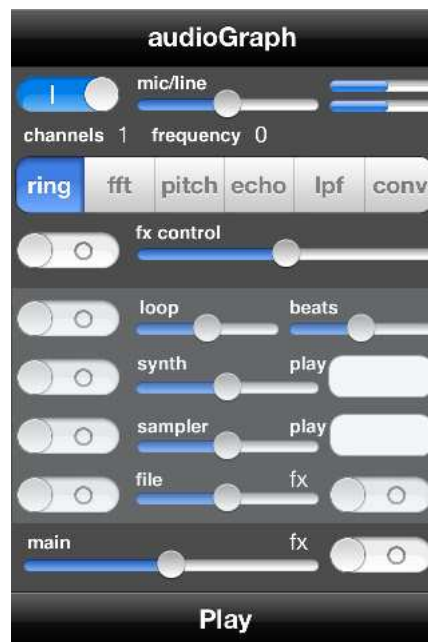 audioGraph
mic/line
channels 1 frequency 0
ring fft pitch echo lpf conv
fx control
loop beats
synth play
sampler play
file fx
main fx
Play